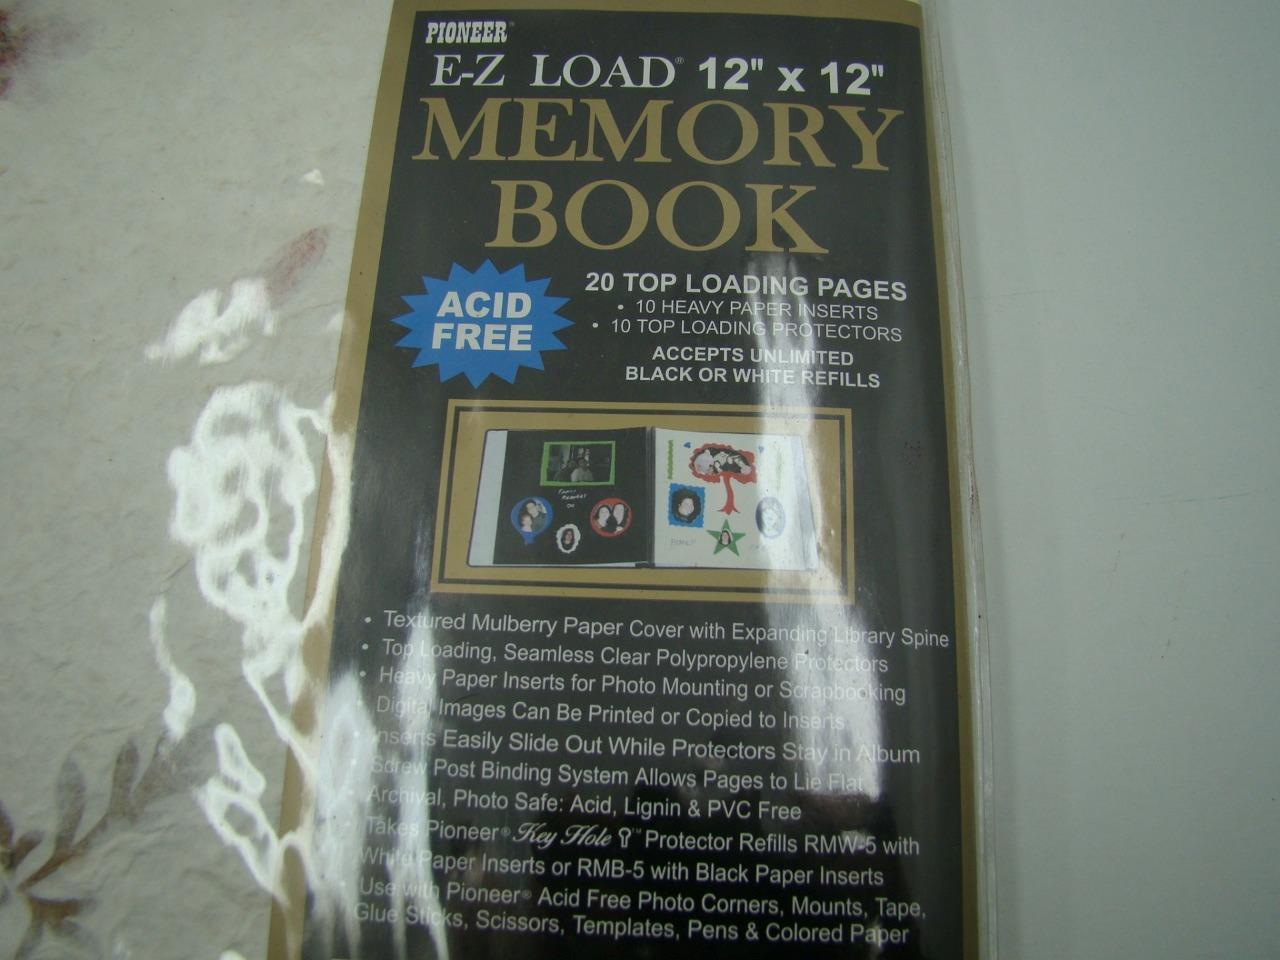 PIONEER®
E-Z LOAD® 12" x 12"
MEMORY
BOOK
ACID
FREE
20 TOP LOADING PAGES
• 10 HEAVY PAPER INSERTS
• 10 TOP LOADING PROTECTORS
ACCEPTS UNLIMITED
BLACK OR WHITE REFILLS
• Textured Mulberry Paper Cover with Expanding Library Spine
• Top Loading, Seamless Clear Polypropylene Protectors
• Heavy Paper Inserts for Photo Mounting or Scrapbooking
• Digital Images Can Be Printed or Copied to Inserts
Inserts Easily Slide Out While Protectors Stay in Album
Screw Post Binding System Allows Pages to Lie Flat
Archival, Photo Safe: Acid, Lignin & PVC Free
Takes Pioneer® Key Hole ™ Protector Refills RMW-5 with
White Paper Inserts or RMB-5 with Black Paper Inserts
Use with Pioneer® Acid Free Photo Corners, Mounts, Tape,
Glue Sticks, Scissors, Templates, Pens & Colored Paper